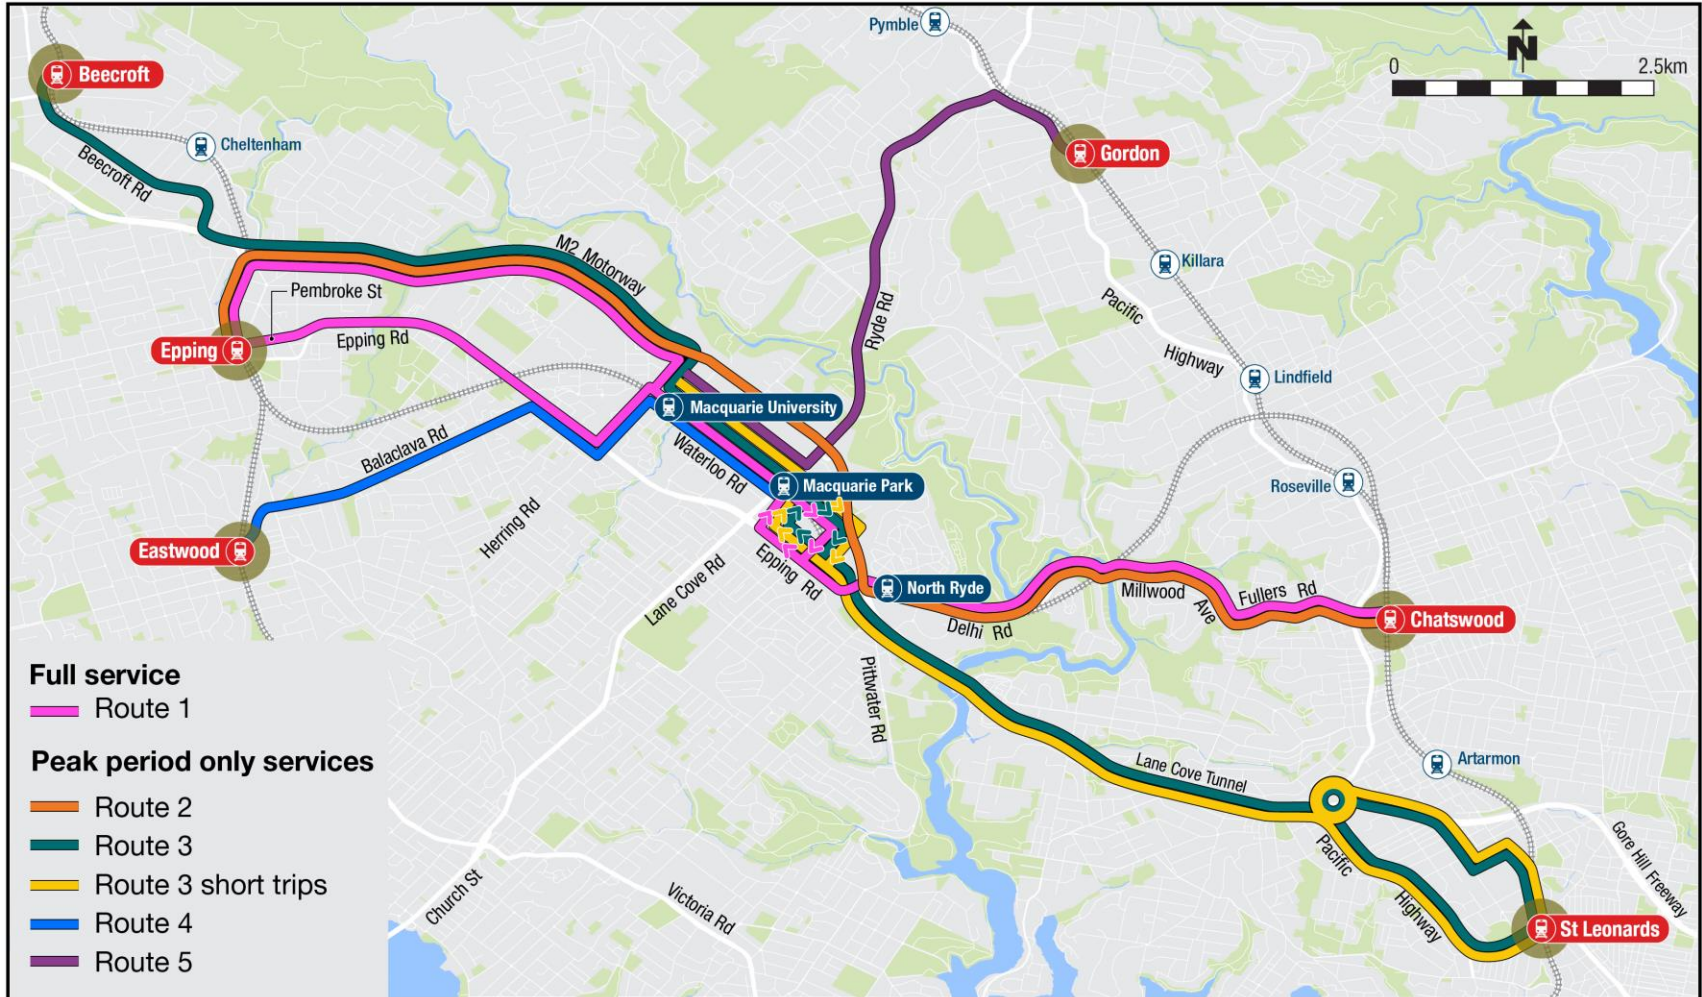 Pymble
N
0
2.5km
Beecroft
Cheltenham
Beecroft Rd
Gordon
M2 Motorway
Killara
Pembroke St
Pacific
Highway
Ryde Rd
Epping
Epping Rd
Lindfield
Macquarie University
Balaclava Rd
Waterloo Rd
Macquarie Park
Roseville
Herring Rd
Eastwood
Epping Rd
Lane Cove Rd
North Ryde
Millwood
Ave
Fullers Rd
Chatswood
Delhi Rd
Pittwater Rd
Lane Cove Tunnel
Artarmon
Pacific
Highway
Gore Hill Freeway
St Leonards
Church St
Victoria Rd
Full service
Route 1
Peak period only services
Route 2
Route 3
Route 3 short trips
Route 4
Route 5